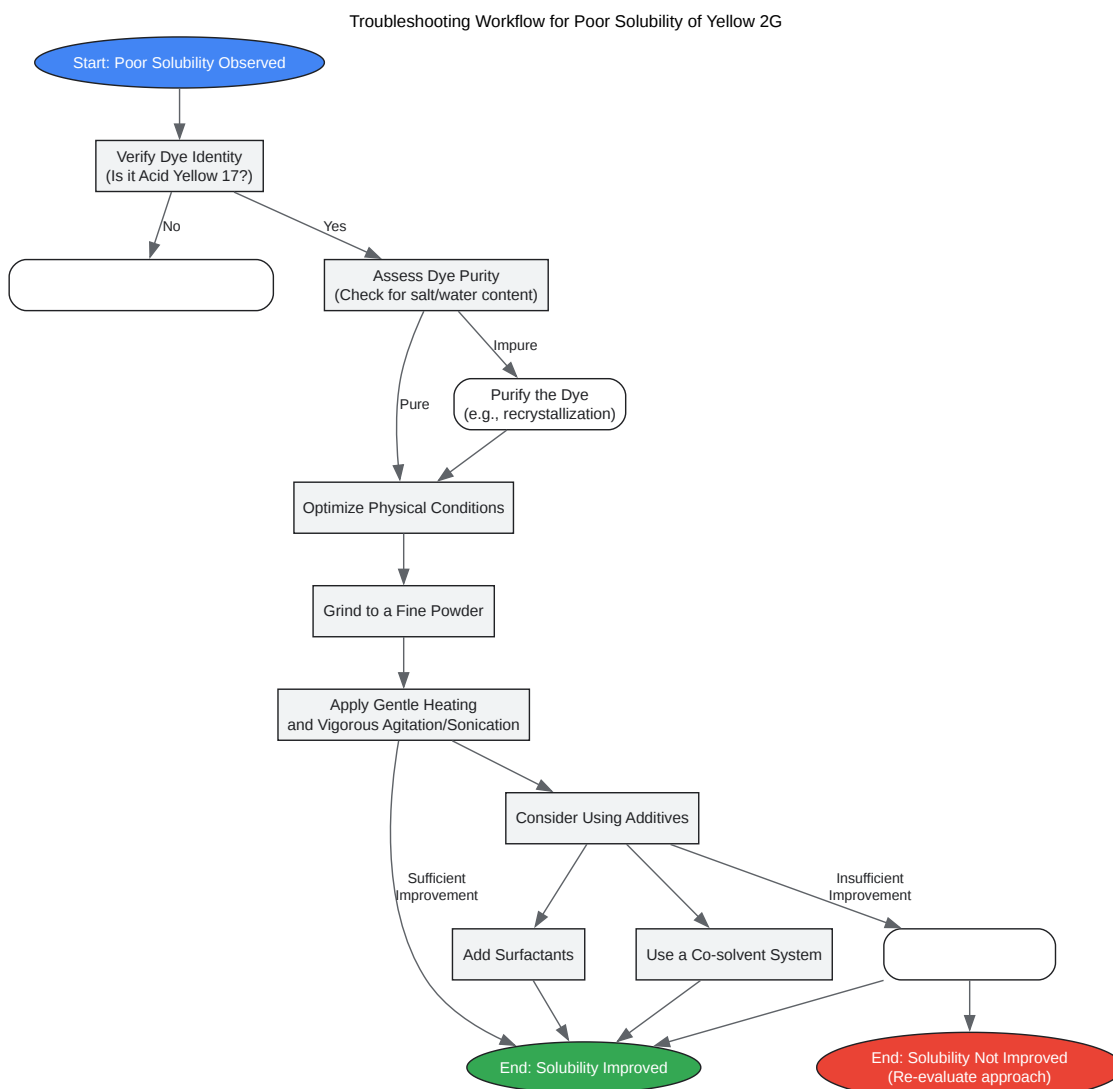 Troubleshooting Workflow for Poor Solubility of Yellow 2G
Start: Poor Solubility Observed
Verify Dye Identity
(Is it Acid Yellow 17?)
No
Yes
Assess Dye Purity
(Check for salt/water content)
Impure
Pure
Purify the Dye
(e.g., recrystallization)
Optimize Physical Conditions
Grind to a Fine Powder
Apply Gentle Heating
and Vigorous Agitation/Sonication
Consider Using Additives
Sufficient
Improvement
Insufficient
Improvement
Add Surfactants
Use a Co-solvent System
End: Solubility Improved
End: Solubility Not Improved
(Re-evaluate approach)